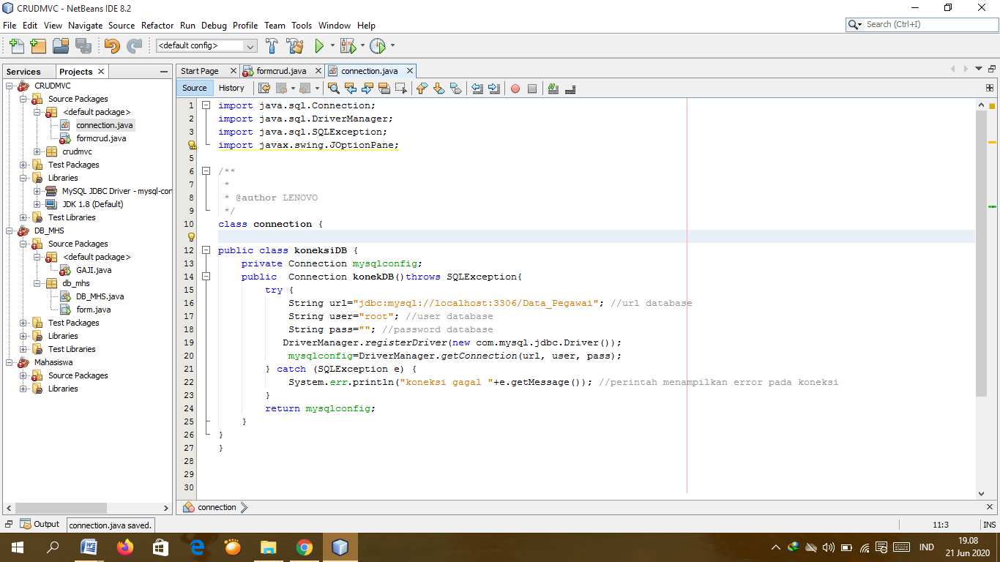 CRUDMVC - NetBeans IDE 8.2
File Edit View Navigate Source Refactor Run Debug Profile Team Tools Window Help
Search (Ctrl+I)
<default config>
Services Projects
Start Page formcrud.java connection.java
Source History
CRUDMVC
Source Packages
<default package>
connection.java
formcrud.java
crudmvc
Test Packages
Libraries
MySQL JDBC Driver - mysql-con
JDK 1.8 (Default)
Test Libraries
DB_MHS
Source Packages
<default package>
GAJI.java
db_mhs
DB_MHS.java
form.java
Test Packages
Libraries
Test Libraries
Mahasiswa
Source Packages
Libraries
1 import java.sql.Connection;
2 import java.sql.DriverManager;
3 import java.sql.SQLException;
import javax.swing.JOptionPane;
5
6 /**
7 *
8 * @author LENOVO
9 */
10 class connection {
12 public class koneksiDB {
13 private Connection mysqlconfig;
14 public  Connection konekDB()throws SQLException{
15 try {
16 String url="jdbc:mysql://localhost:3306/Data_Pegawai"; //url database
17 String user="root"; //user database
18 String pass=""; //password database
19 DriverManager.registerDriver(new com.mysql.jdbc.Driver());
20 mysqlconfig=DriverManager.getConnection(url, user, pass);
21 } catch (SQLException e) {
22 System.err.println("koneksi gagal "+e.getMessage()); //perintah menampilkan error pada koneksi
23 }
24 return mysqlconfig;
25 }
26 }
27 }
28
29
30
connection
Output connection.java saved.
11:3 INS
IND
19.08
21 Jun 2020